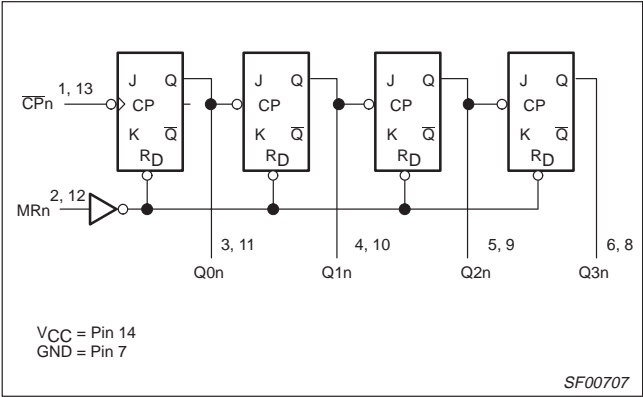 J Q J Q J Q J Q
1, 13
C̅P̅n CP CP CP CP
K Q̅ K Q̅ K Q̅ K Q̅
RD RD RD RD
2, 12
MRn
3, 11 4, 10 5, 9 6, 8
Q0n Q1n Q2n Q3n
VCC = Pin 14
GND = Pin 7
SF00707